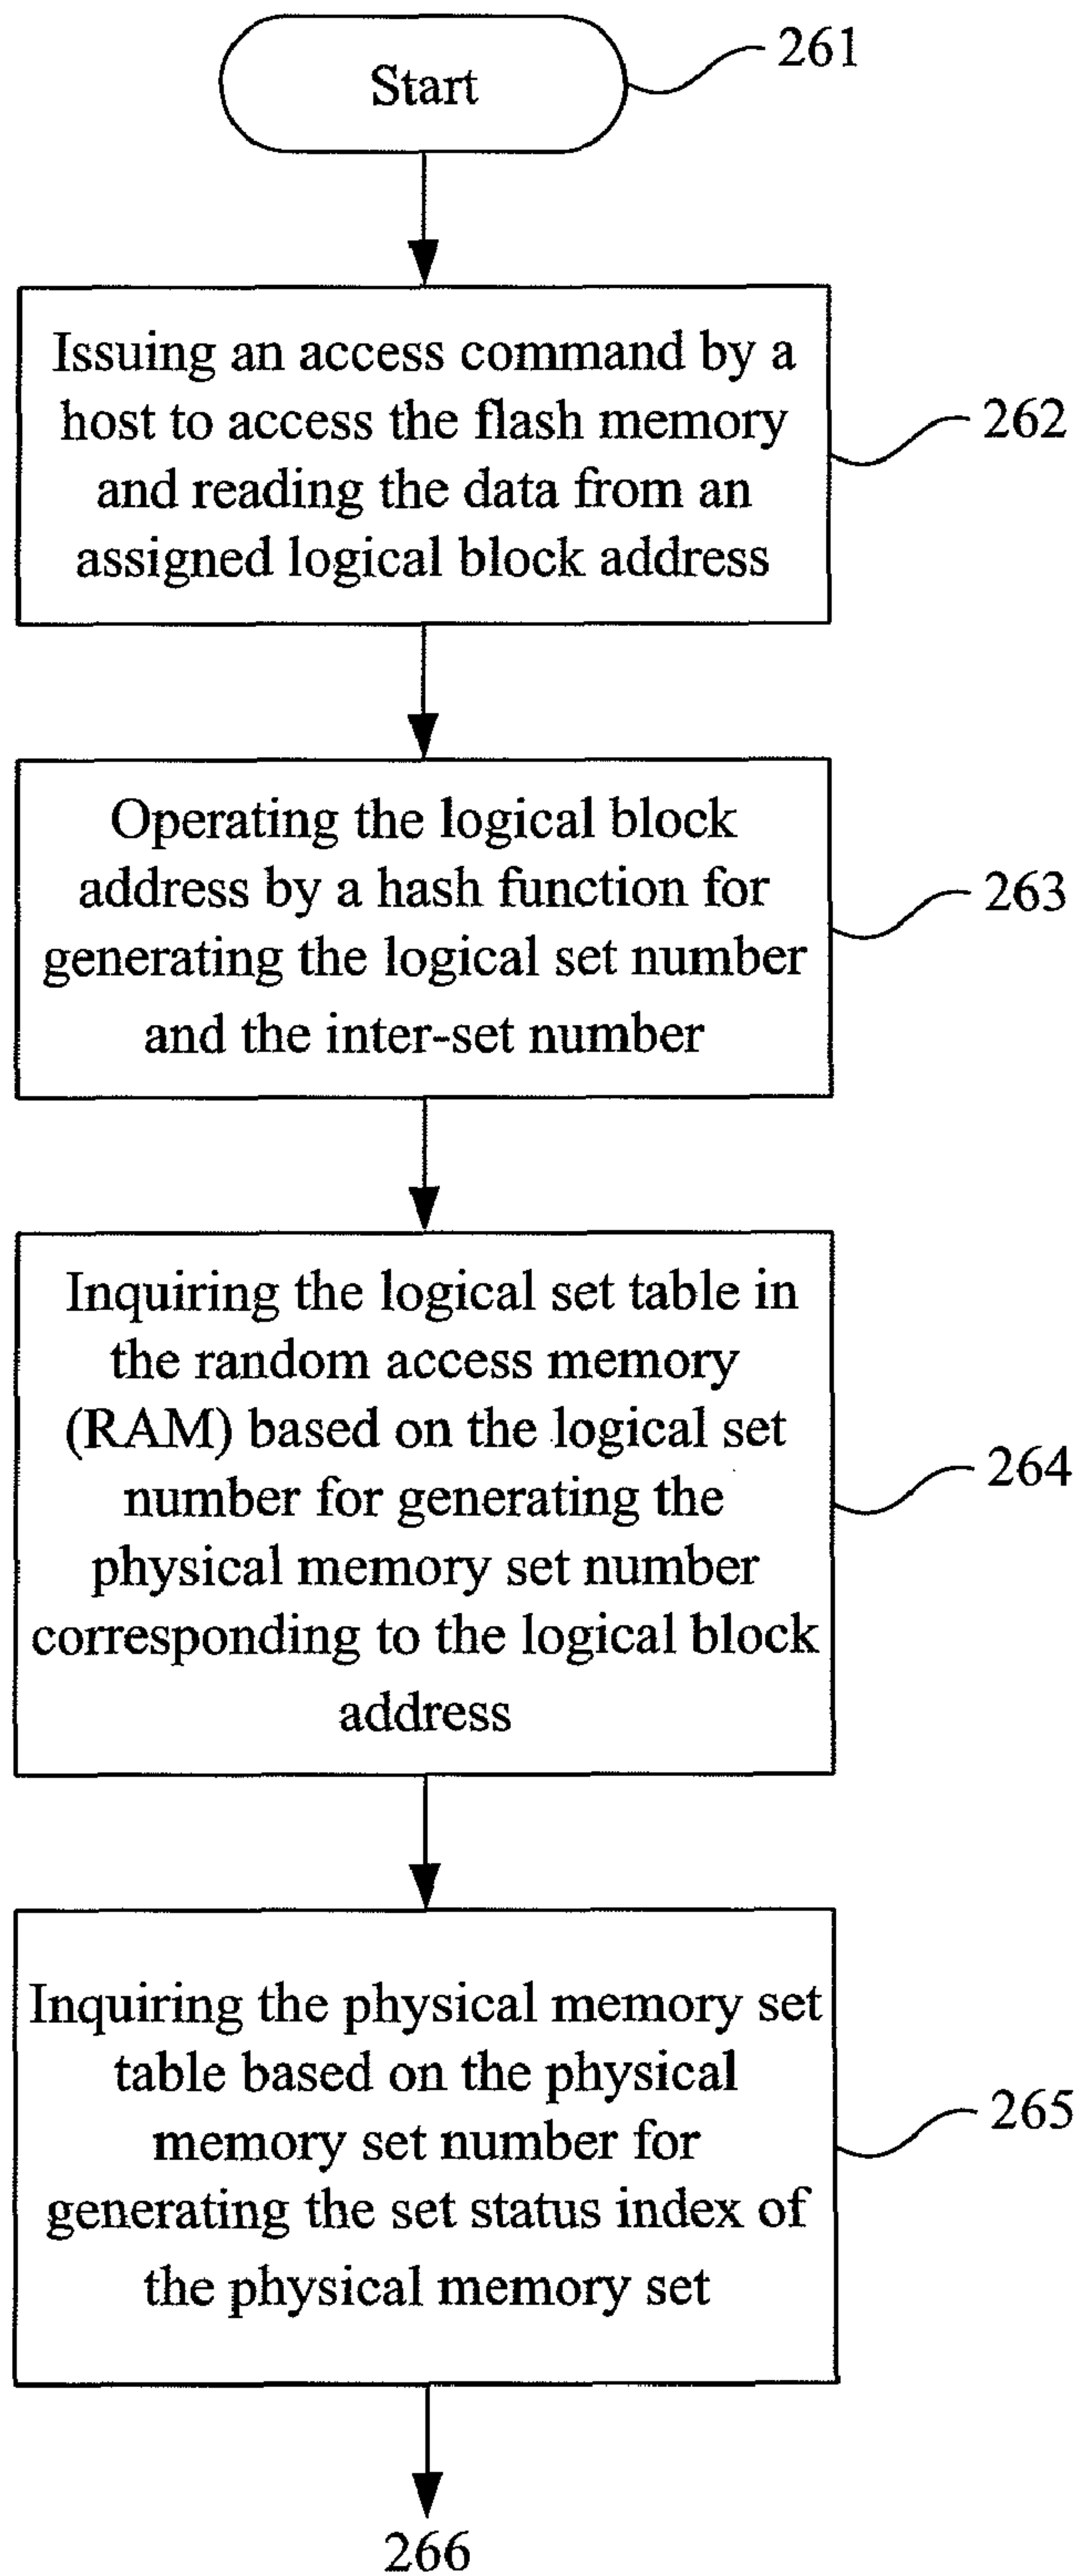 Start
261
Issuing an access command by a
host to access the flash memory
and reading the data from an
assigned logical block address
262
Operating the logical block
address by a hash function for
generating the logical set number
and the inter-set number
263
Inquiring the logical set table in
the random access memory
(RAM) based on the logical set
number for generating the
physical memory set number
corresponding to the logical block
address
264
Inquiring the physical memory set
table based on the physical
memory set number for
generating the set status index of
the physical memory set
265
266